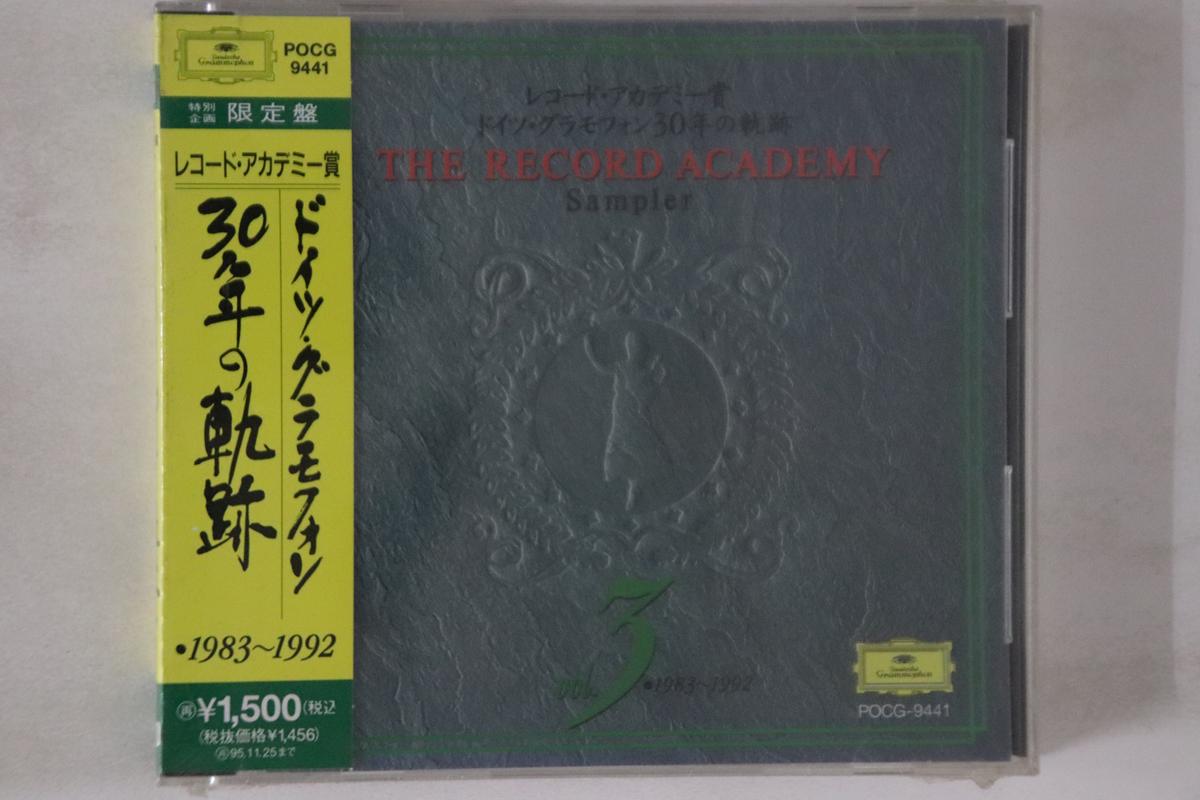 Deutsche
Grammophon
POCG
9441
特別
企画
限定盤
レコード・アカデミー賞
ドイツ・グラモフォン
30年の軌跡
•1983~1992
再¥1,500(税込
(税抜価格¥1,456)
再95.11.25まで
レコード・アカデミー賞
ドイツ・グラモフォン30年の軌跡
THE RECORD ACADEMY
Sampler
vol. 3 •1983~1992
Deutsche
Grammophon
POCG-9441